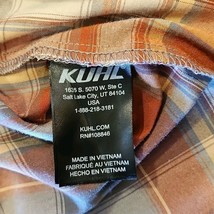 KUHL
1635 S. 5070 W, Ste C
Salt Lake City, UT 84104
USA
1-888-218-3181
KUHL.COM
RN#108846
MADE IN VIETNAM
FABRIQUÉ AU VIETNAM
HECHO EN VIETNAM